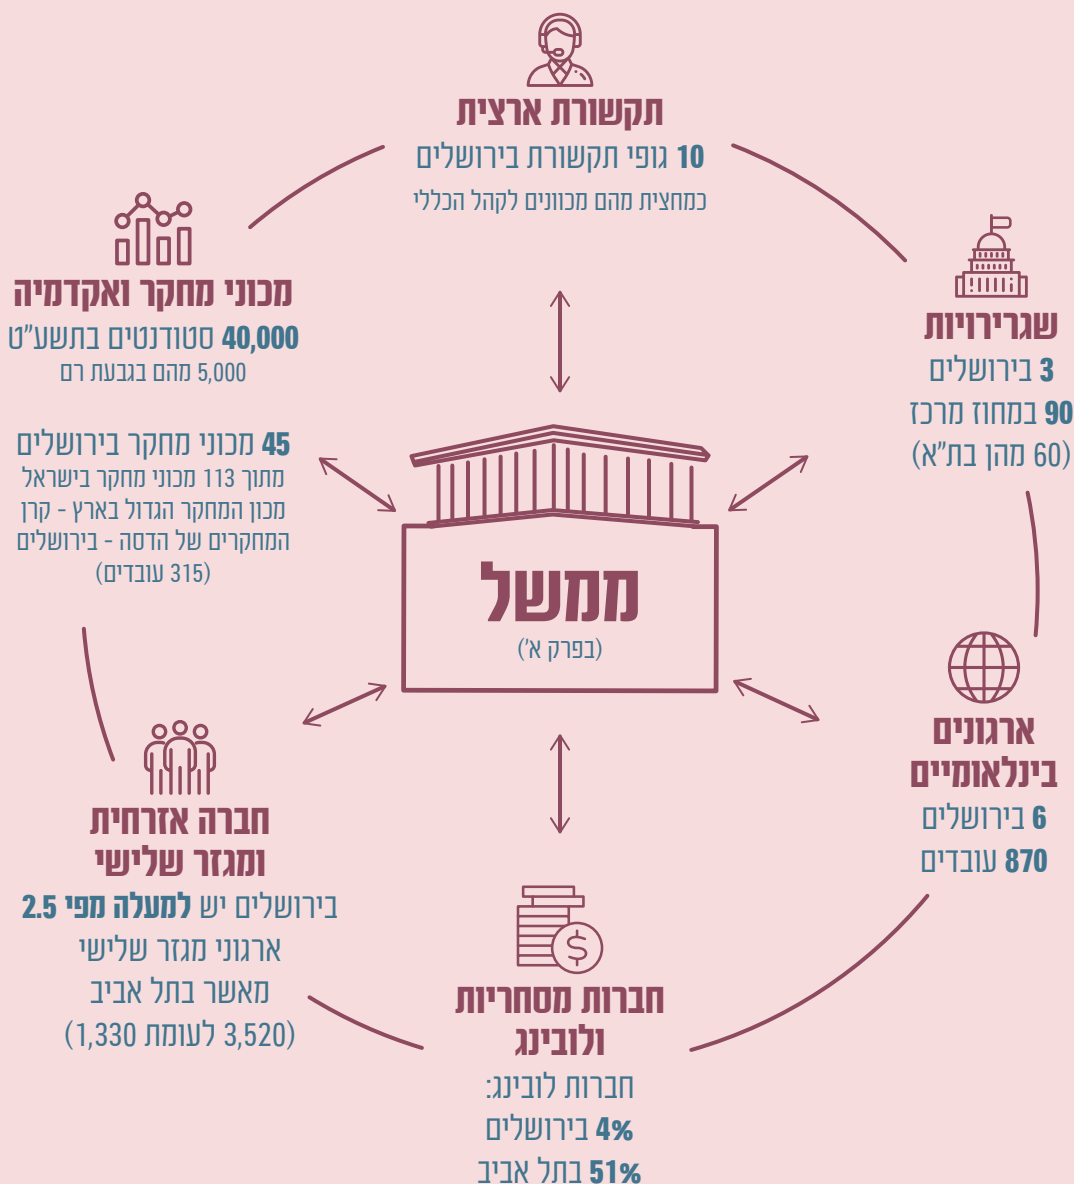 תקשורת ארצית
10 גופי תקשורת בירושלים
כמחצית מהם מכוונים לקהל הכללי
שגרירויות
3 בירושלים
90 במחוז מרכז
(60 מהן בת"א)
ארגונים
בינלאומיים
6 בירושלים
870 עובדים
חברות מסחריות
ולובינג
חברות לובינג:
4% בירושלים
51% בתל אביב
חברה אזרחית
ומגזר שלישי
בירושלים יש למעלה מפי 2.5
ארגוני מגזר שלישי
מאשר בתל אביב
(3,520 לעומת 1,330)
מכוני מחקר ואקדמיה
40,000 סטודנטים בתשע"ט
5,000 מהם בגבעת רם
45 מכוני מחקר בירושלים
מתוך 113 מכוני מחקר בישראל
מכון המחקר הגדול בארץ - קרן
המחקרים של הדסה - בירושלים
(315 עובדים)
ממשל
(בפרק א')